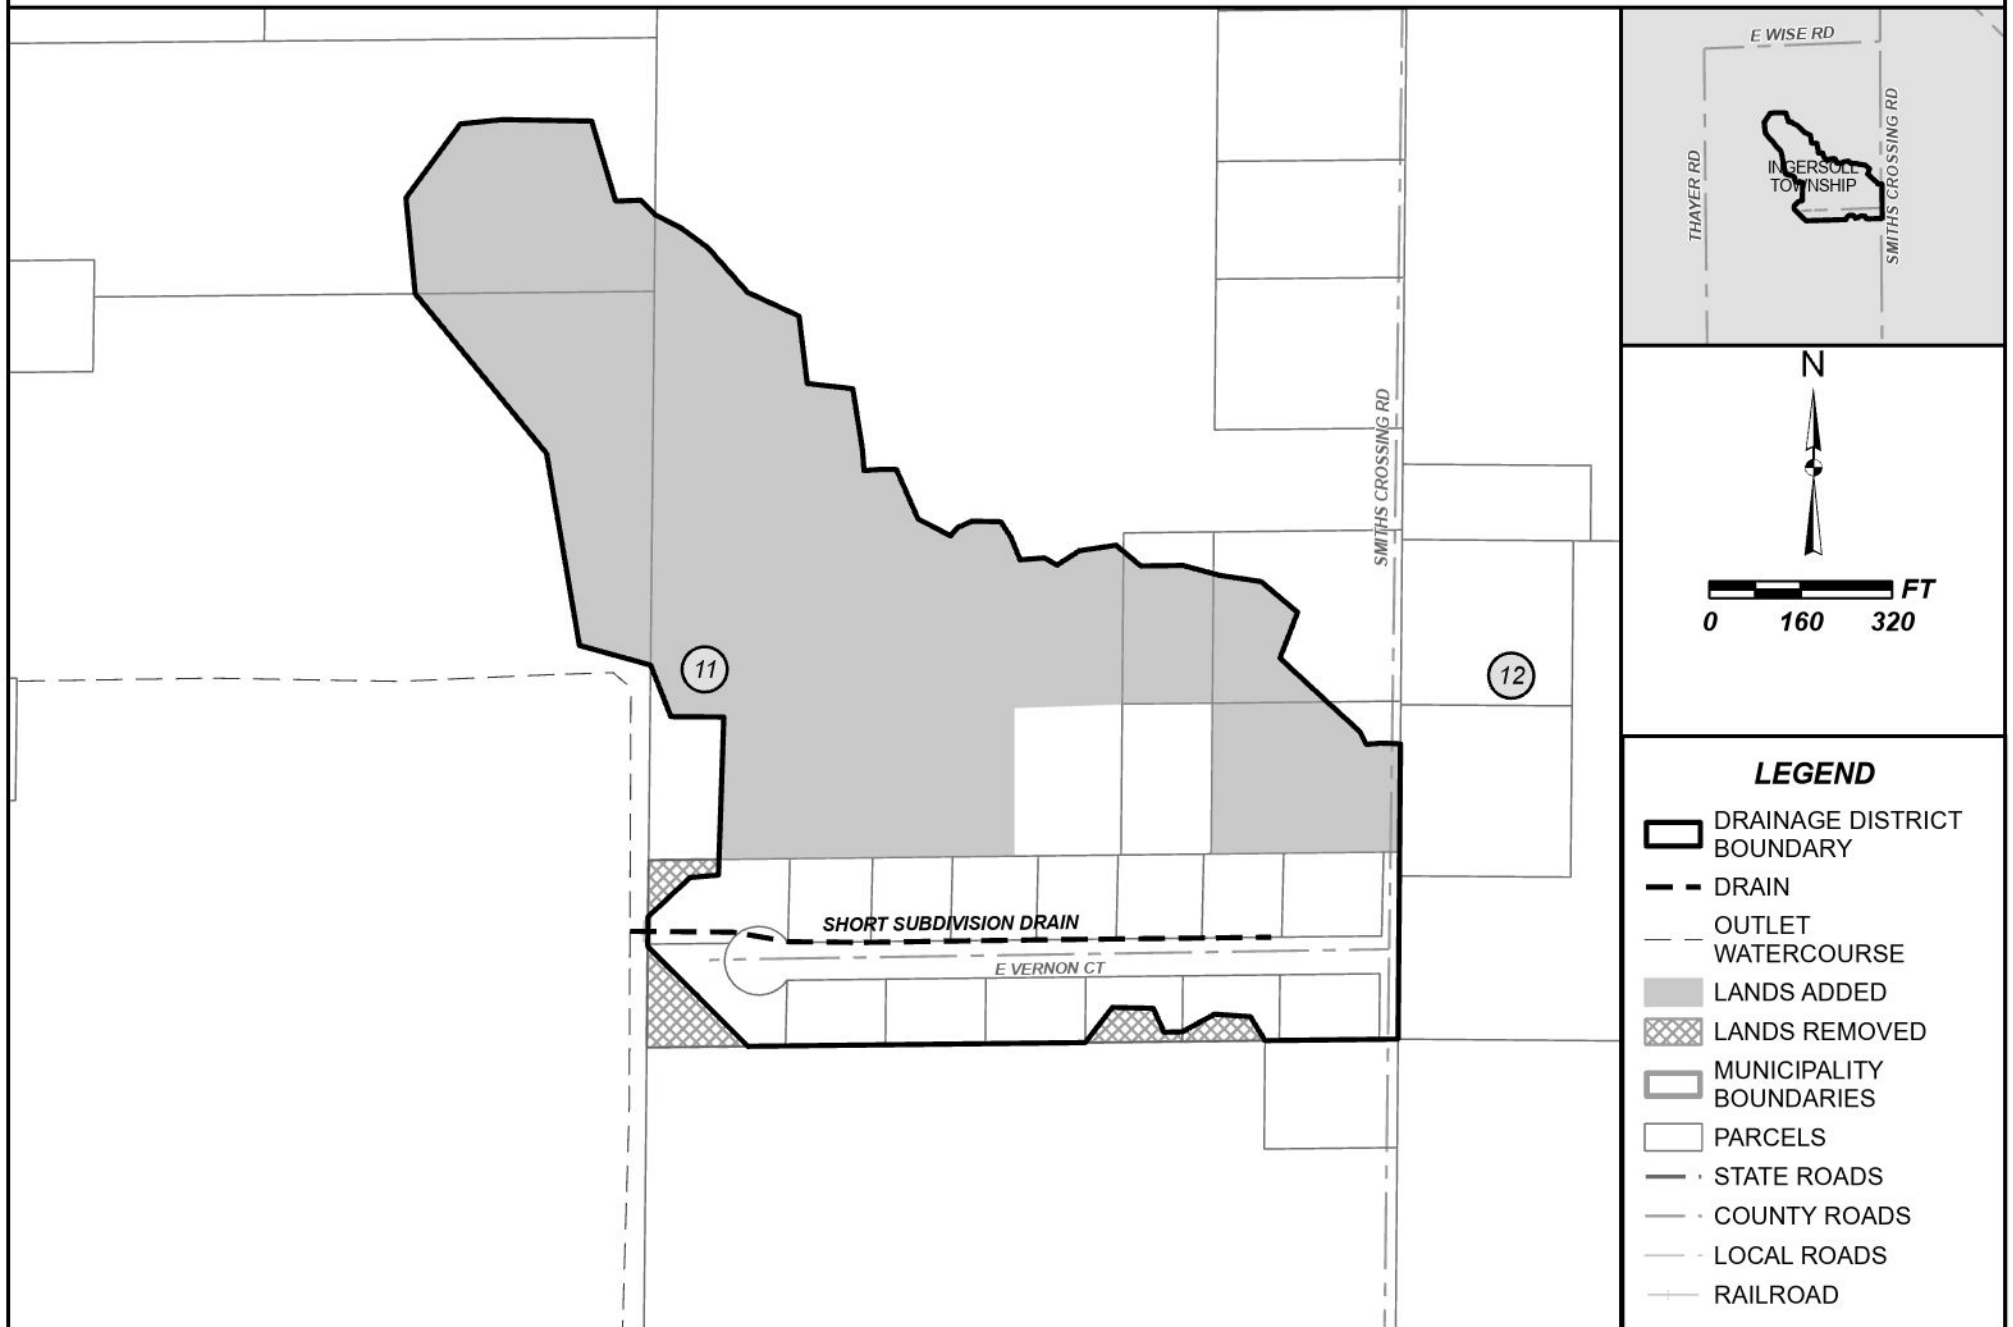 SMITHS CROSSING RD
11
12
SHORT SUBDIVISION DRAIN
E VERNON CT
E WISE RD
THAYER RD
INGERSOLL
TOWNSHIP
SMITHS CROSSING RD
N
FT
0 160 320
LEGEND
DRAINAGE DISTRICT
BOUNDARY
DRAIN
OUTLET
WATERCOURSE
LANDS ADDED
LANDS REMOVED
MUNICIPALITY
BOUNDARIES
PARCELS
STATE ROADS
COUNTY ROADS
LOCAL ROADS
RAILROAD